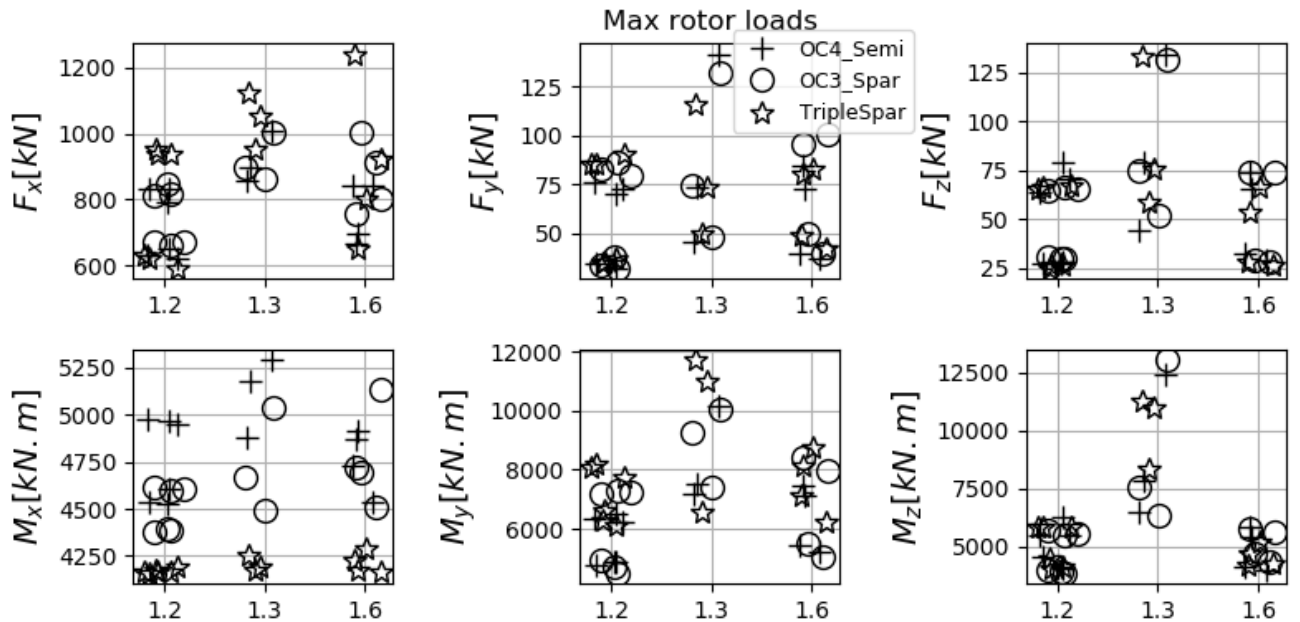 Max rotor loads
OC4_Semi
OC3_Spar
TripleSpar
F_x[kN]
1200
1000
800
600
1.2 1.3 1.6
F_y[kN]
125
100
75
50
1.2 1.3 1.6
F_z[kN]
125
100
75
50
25
1.2 1.3 1.6
M_x[kN.m]
5250
5000
4750
4500
4250
1.2 1.3 1.6
M_y[kN.m]
12000
10000
8000
6000
1.2 1.3 1.6
M_z[kN.m]
12500
10000
7500
5000
1.2 1.3 1.6